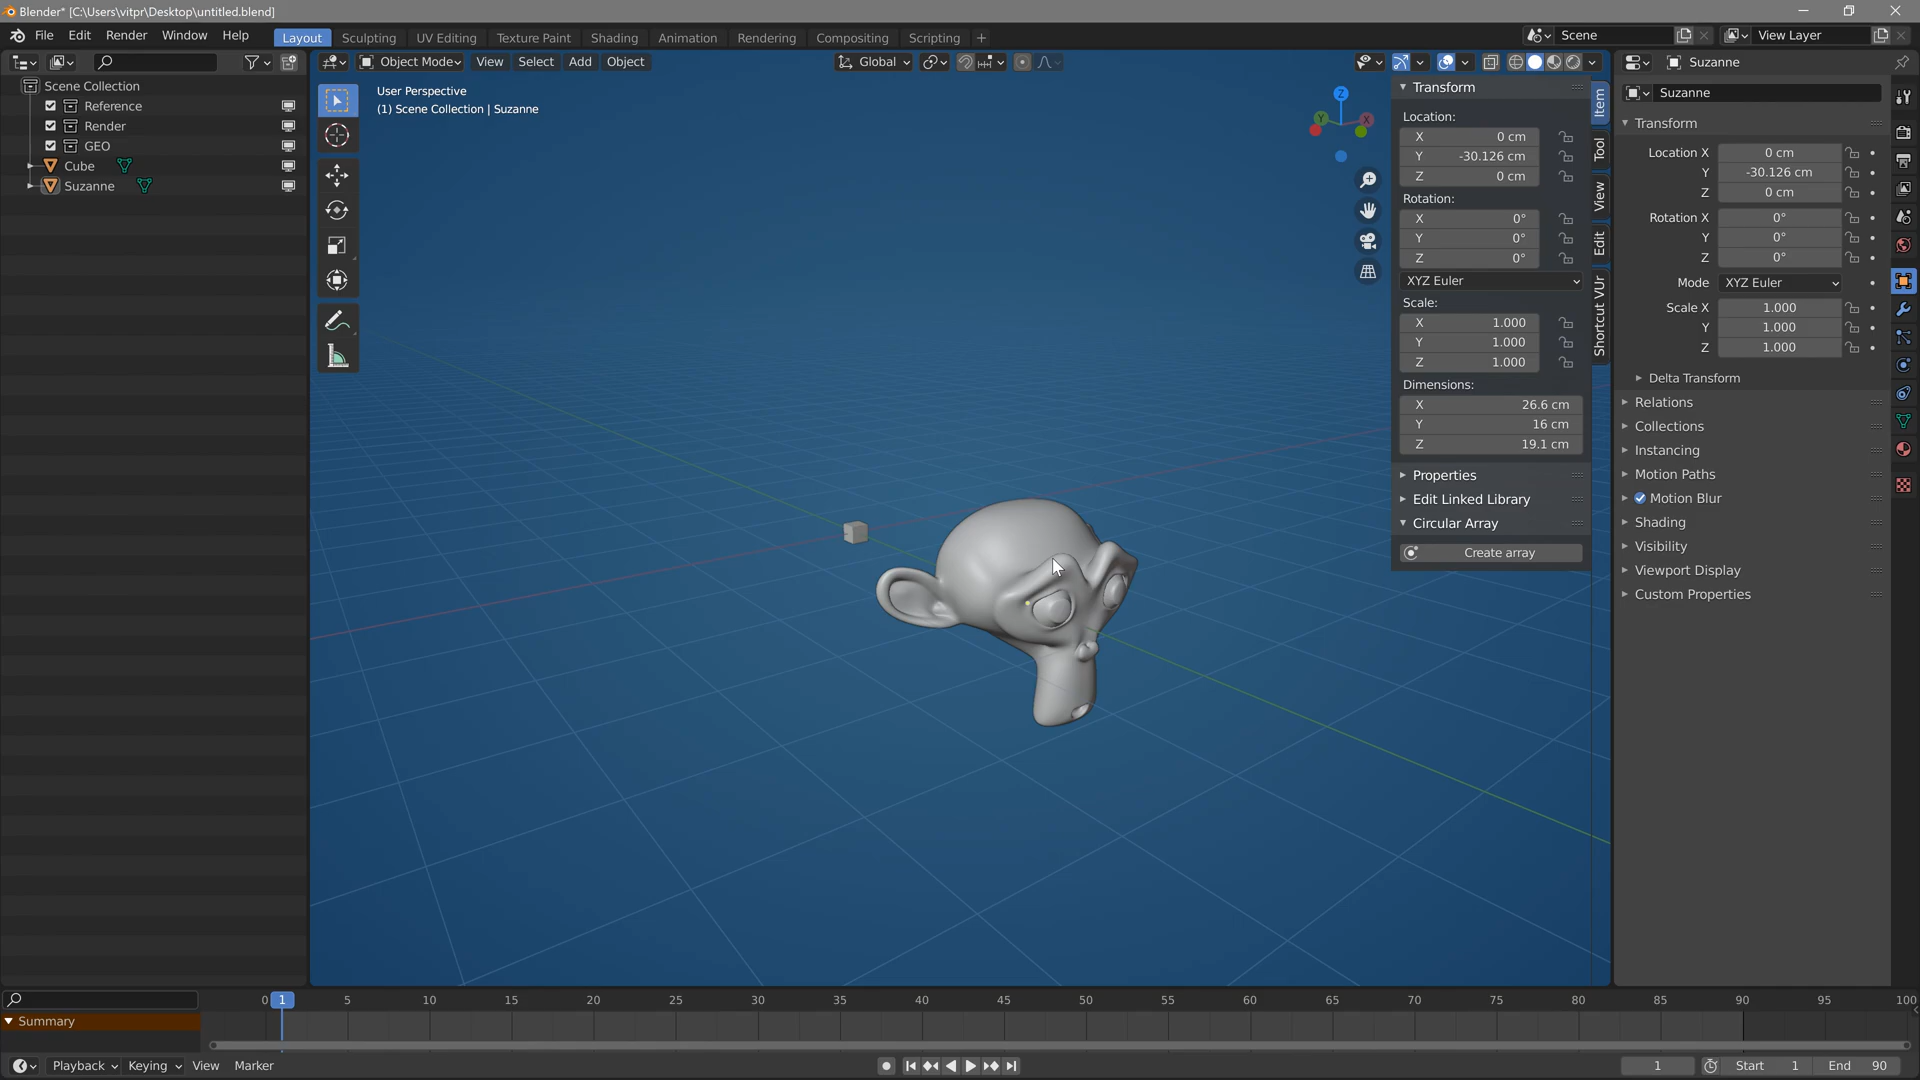 Blender* [C:\Users\vitpr\Desktop\untitled.blend]
File Edit Render Window Help
Layout Sculpting UV Editing Texture Paint Shading Animation Rendering Compositing Scripting +
Scene
View Layer
Object Mode View Select Add Object
Global
Suzanne
Scene Collection
Reference
Render
GEO
Cube
Suzanne
User Perspective
(1) Scene Collection | Suzanne
Z
Y
X
Transform
Location:
X 0 cm
Y -30.126 cm
Z 0 cm
Rotation:
X 0°
Y 0°
Z 0°
XYZ Euler
Scale:
X 1.000
Y 1.000
Z 1.000
Dimensions:
X 26.6 cm
Y 16 cm
Z 19.1 cm
Properties
Edit Linked Library
Circular Array
Create array
Item
Tool
View
Edit
Shortcut VUr
Suzanne
Transform
Location X 0 cm
Y -30.126 cm
Z 0 cm
Rotation X 0°
Y 0°
Z 0°
Mode XYZ Euler
Scale X 1.000
Y 1.000
Z 1.000
Delta Transform
Relations
Collections
Instancing
Motion Paths
Motion Blur
Shading
Visibility
Viewport Display
Custom Properties
0 1 5 10 15 20 25 30 35 40 45 50 55 60 65 70 75 80 85 90 95 100
Summary
Playback Keying View Marker
1 Start 1 End 90